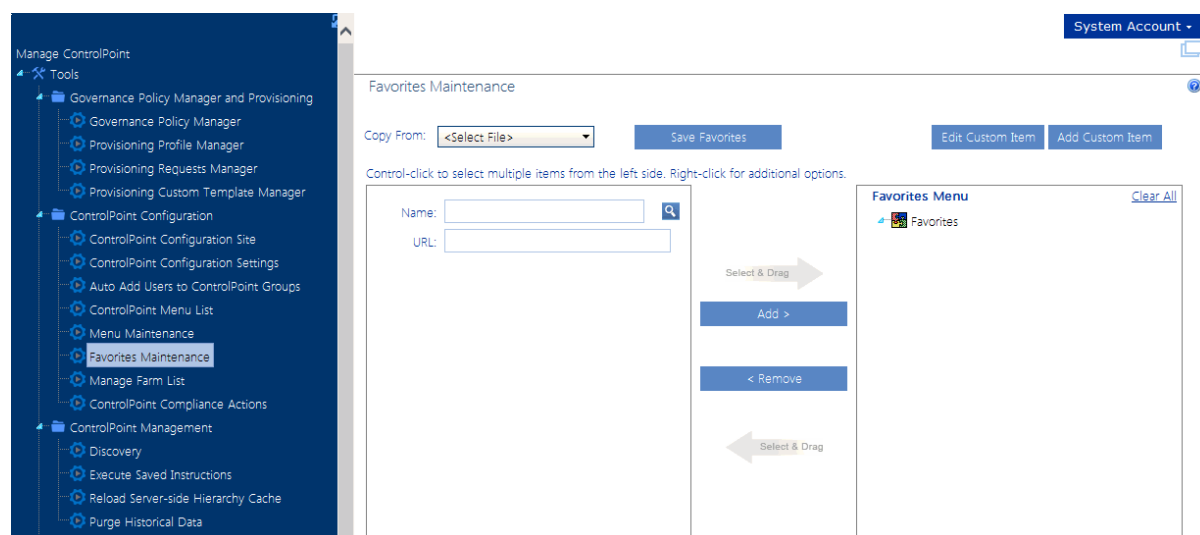 System Account
Manage ControlPoint
Tools
Governance Policy Manager and Provisioning
Governance Policy Manager
Provisioning Profile Manager
Provisioning Requests Manager
Provisioning Custom Template Manager
ControlPoint Configuration
ControlPoint Configuration Site
ControlPoint Configuration Settings
Auto Add Users to ControlPoint Groups
ControlPoint Menu List
Menu Maintenance
Favorites Maintenance
Manage Farm List
ControlPoint Compliance Actions
ControlPoint Management
Discovery
Execute Saved Instructions
Reload Server-side Hierarchy Cache
Purge Historical Data
Favorites Maintenance
Copy From: <Select File> Save Favorites Edit Custom Item Add Custom Item
Control-click to select multiple items from the left side. Right-click for additional options.
Name:
URL:
Select & Drag
Add >
< Remove
Select & Drag
Favorites Menu Clear All
Favorites